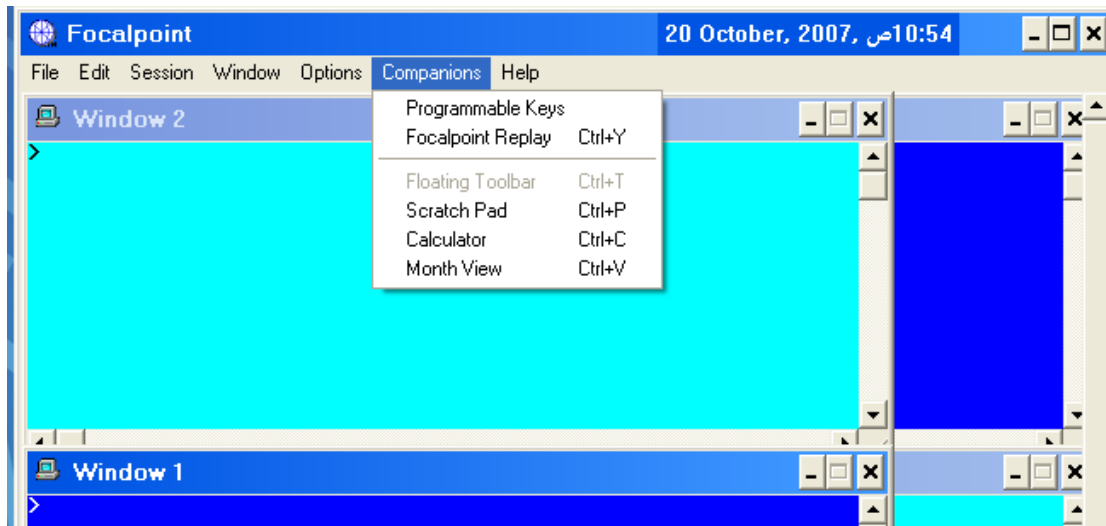 Focalpoint 20 October, 2007, ص10:54
File Edit Session Window Options Companions Help
Window 2
>
Programmable Keys
Focalpoint Replay Ctrl+Y
Floating Toolbar Ctrl+T
Scratch Pad Ctrl+P
Calculator Ctrl+C
Month View Ctrl+V
Window 1
>